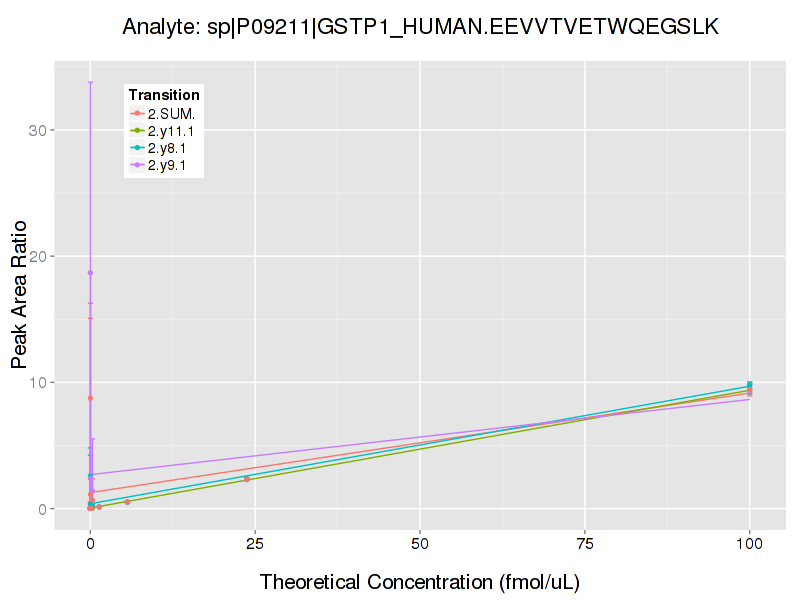 Analyte: sp|P09211|GSTP1_HUMAN.EEVVTVETWQEGSLK
Transition
2.SUM.
2.y11.1
2.y8.1
2.y9.1
30
20
10
0
Peak Area Ratio
0 25 50 75 100
Theoretical Concentration (fmol/uL)